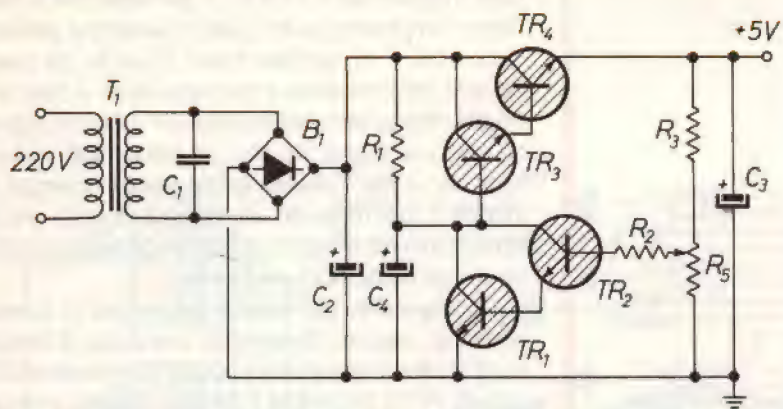 TR4
+5V
T1
220V
C1
B1
R1
TR3
R3
C3
+
R2
R5
TR2
+
C2
+
C4
TR1